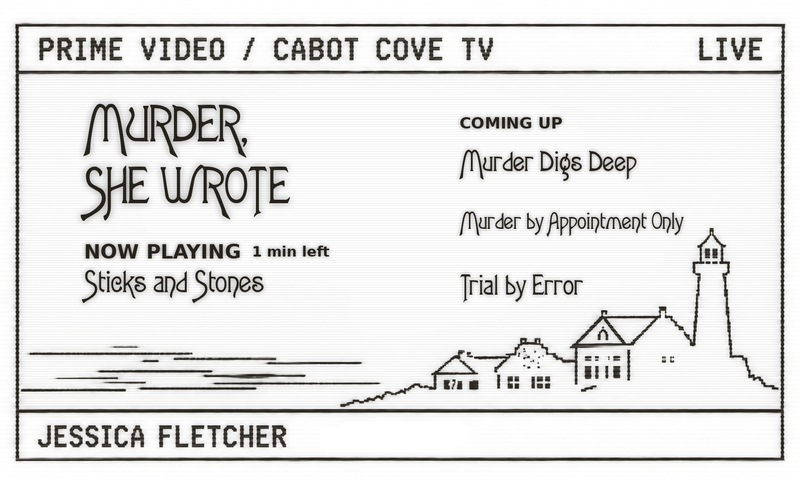 PRIME VIDEO / CABOT COVE TV
LIVE
MURDER,
SHE WROTE
NOW PLAYING 1 min left
Sticks and Stones
COMING UP
Murder Digs Deep
Murder by Appointment Only
Trial by Error
JESSICA FLETCHER